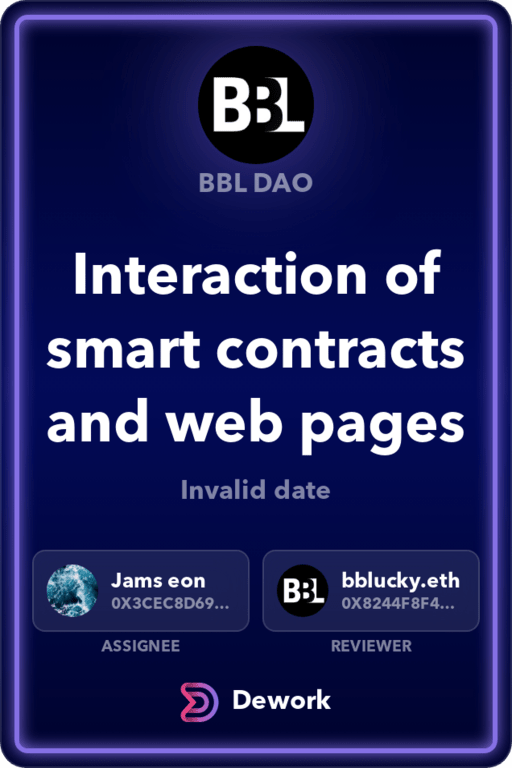 BBL
BBL DAO
Interaction of
smart contracts
and web pages
Invalid date
Jams eon
0X3CEC8D69...
ASSIGNEE
BBL
bblucky.eth
0X8244F8F4...
REVIEWER
Dework